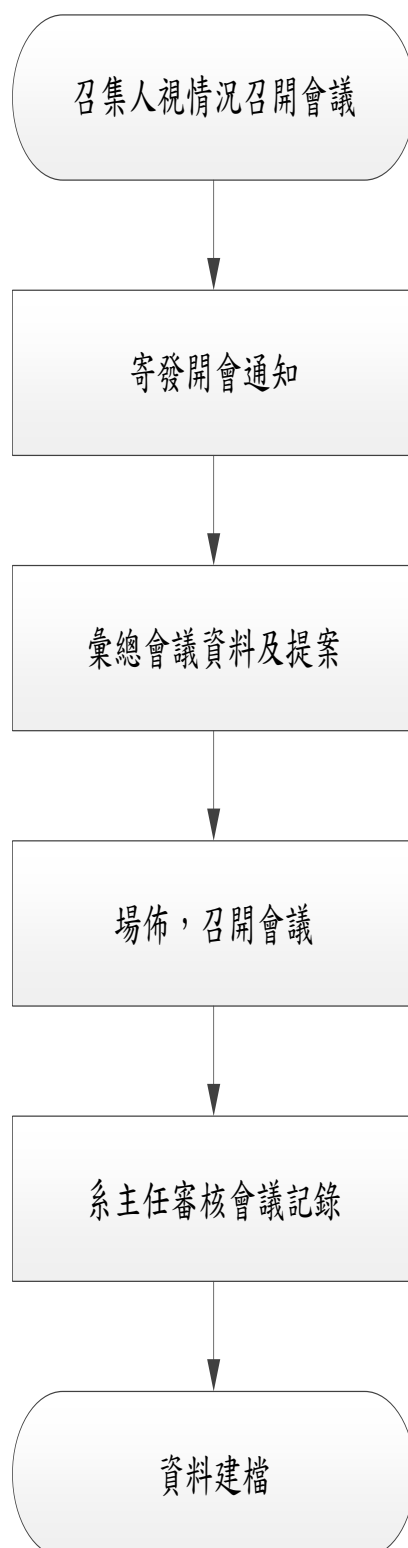 召集人視情況召開會議
寄發開會通知
彙總會議資料及提案
場佈，召開會議
系主任審核會議記錄
資料建檔